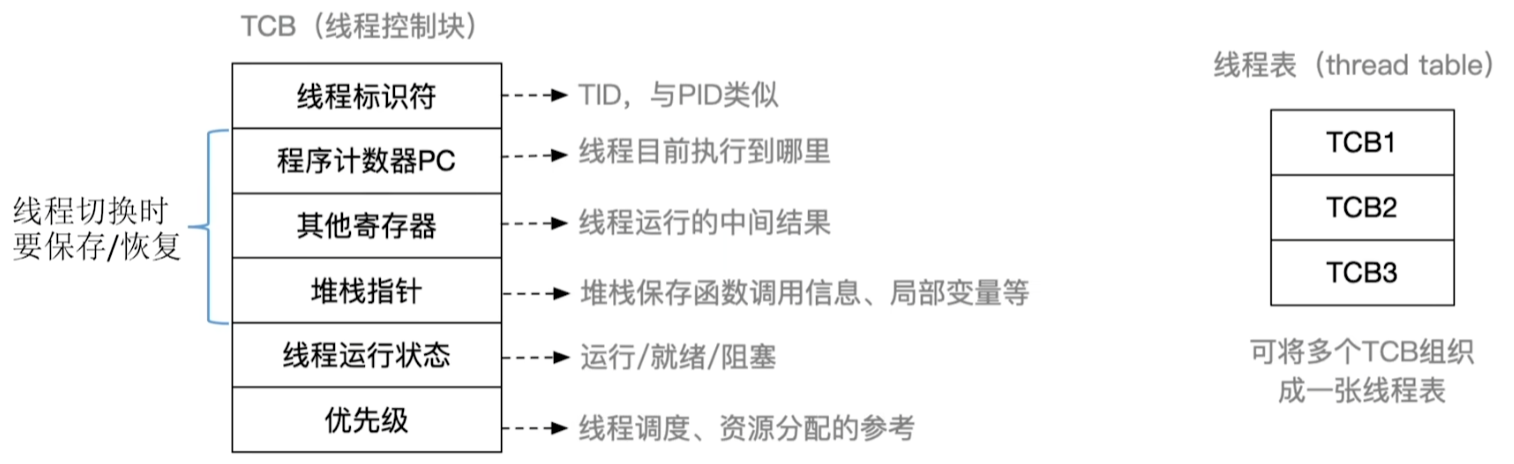 TCB（线程控制块）
线程标识符
TID，与PID类似
程序计数器PC
线程目前执行到哪里
其他寄存器
线程运行的中间结果
堆栈指针
堆栈保存函数调用信息、局部变量等
线程运行状态
运行/就绪/阻塞
优先级
线程调度、资源分配的参考
线程切换时
要保存/恢复
线程表（thread table）
TCB1
TCB2
TCB3
可将多个TCB组织
成一张线程表